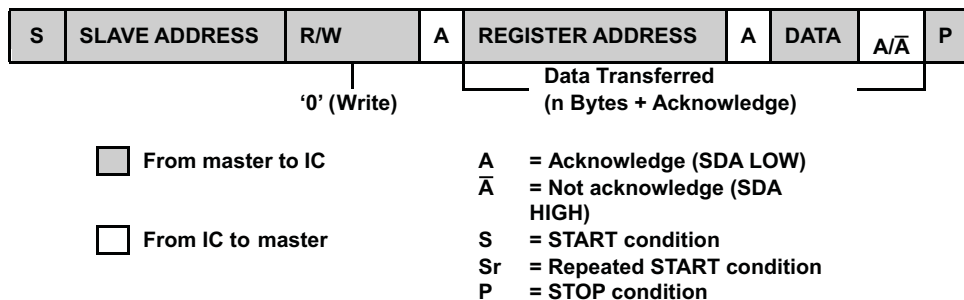 S SLAVE ADDRESS R/W A REGISTER ADDRESS A DATA A/A̅ P
‘0’ (Write)
Data Transferred
(n Bytes + Acknowledge)
From master to IC
From IC to master
A = Acknowledge (SDA LOW)
A̅ = Not acknowledge (SDA
HIGH)
S = START condition
Sr = Repeated START condition
P = STOP condition